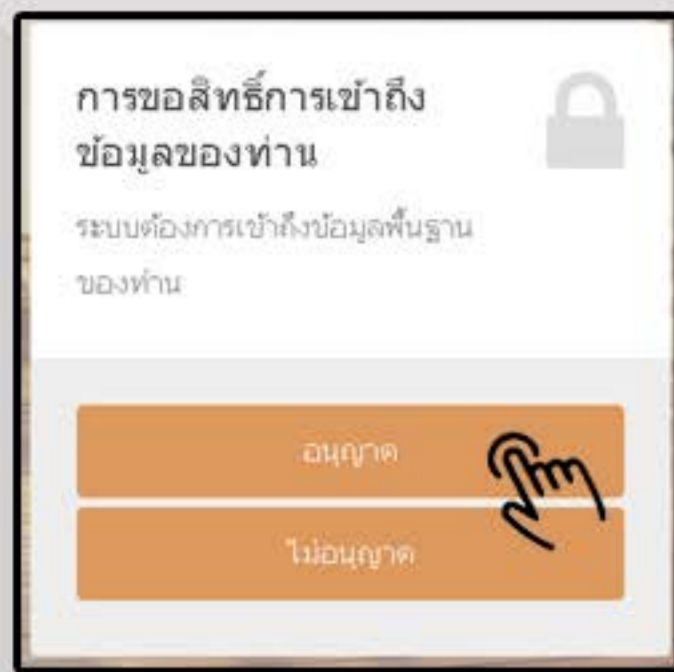 การขอสิทธิ์การเข้าถึง
ข้อมูลของท่าน
ระบบต้องการเข้าถึงข้อมูลพื้นฐาน
ของท่าน
อนุญาต
ไม่อนุญาต